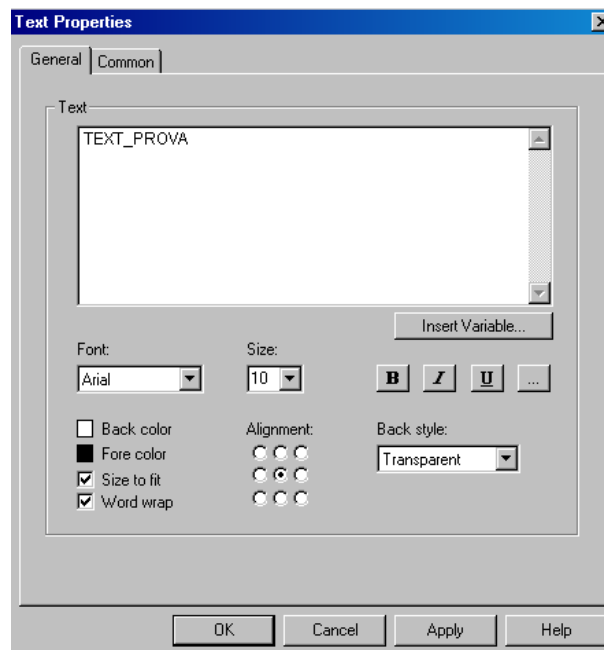 Text Properties
General Common
Text
TEXT_PROVA
Insert Variable...
Font: Size:
Arial 10 B I U ...
Back color Alignment: Back style:
Fore color Transparent
Size to fit
Word wrap
OK Cancel Apply Help